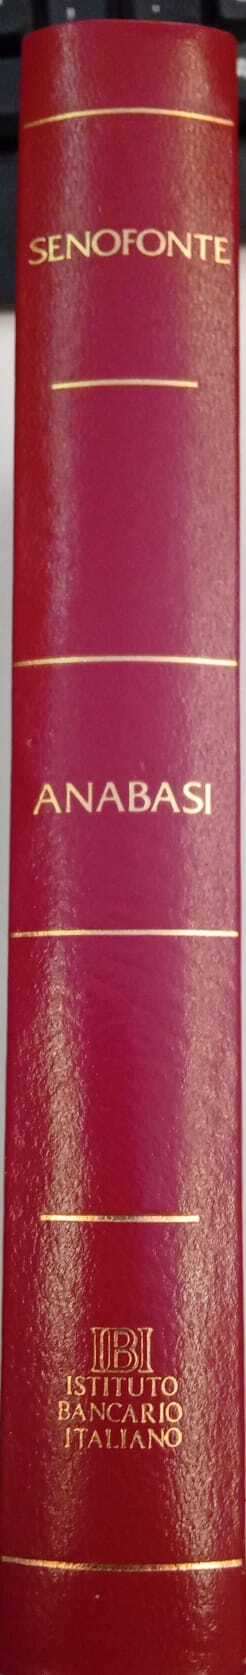 SENOFONTE
ANABASI
IBI
ISTITUTO
BANCARIO
ITALIANO